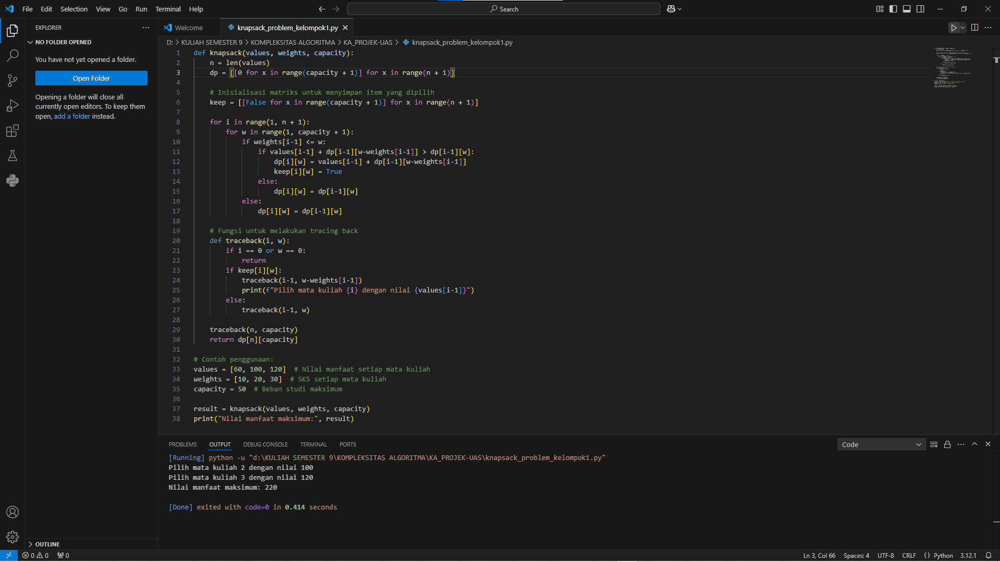 File Edit Selection View Go Run Terminal Help
Search
EXPLORER
NO FOLDER OPENED
You have not yet opened a folder.
Open Folder
Opening a folder will close all
currently open editors. To keep them
open, add a folder instead.
OUTLINE
Welcome
knapsack_problem_kelompok1.py
D: > KULIAH SEMESTER 9 > KOMPLEKSITAS ALGORITMA > KA_PROJEK-UAS > knapsack_problem_kelompok1.py
1 def knapsack(values, weights, capacity):
2     n = len(values)
3     dp = [[0 for x in range(capacity + 1)] for x in range(n + 1)]
4
5     # Inisialisasi matriks untuk menyimpan item yang dipilih
6     keep = [[False for x in range(capacity + 1)] for x in range(n + 1)]
7
8     for i in range(1, n + 1):
9         for w in range(1, capacity + 1):
10             if weights[i-1] <= w:
11                 if values[i-1] + dp[i-1][w-weights[i-1]] > dp[i-1][w]:
12                     dp[i][w] = values[i-1] + dp[i-1][w-weights[i-1]]
13                     keep[i][w] = True
14                 else:
15                     dp[i][w] = dp[i-1][w]
16             else:
17                 dp[i][w] = dp[i-1][w]
18
19     # Fungsi untuk melakukan tracing back
20     def traceback(i, w):
21         if i == 0 or w == 0:
22             return
23         if keep[i][w]:
24             traceback(i-1, w-weights[i-1])
25             print(f"Pilih mata kuliah {i} dengan nilai {values[i-1]}")
26         else:
27             traceback(i-1, w)
28
29     traceback(n, capacity)
30     return dp[n][capacity]
31
32 # Contoh penggunaan:
33 values = [60, 100, 120]  # Nilai manfaat setiap mata kuliah
34 weights = [10, 20, 30]  # SKS setiap mata kuliah
35 capacity = 50  # Beban studi maksimum
36
37 result = knapsack(values, weights, capacity)
38 print("Nilai manfaat maksimum:", result)
PROBLEMS OUTPUT DEBUG CONSOLE TERMINAL PORTS
Code
[Running] python -u "d:\KULIAH SEMESTER 9\KOMPLEKSITAS ALGORITMA\KA_PROJEK-UAS\knapsack_problem_kelompok1.py"
Pilih mata kuliah 2 dengan nilai 100
Pilih mata kuliah 3 dengan nilai 120
Nilai manfaat maksimum: 220
[Done] exited with code=0 in 0.414 seconds
0 0 0
Ln 3, Col 66 Spaces: 4 UTF-8 CRLF {} Python 3.12.1